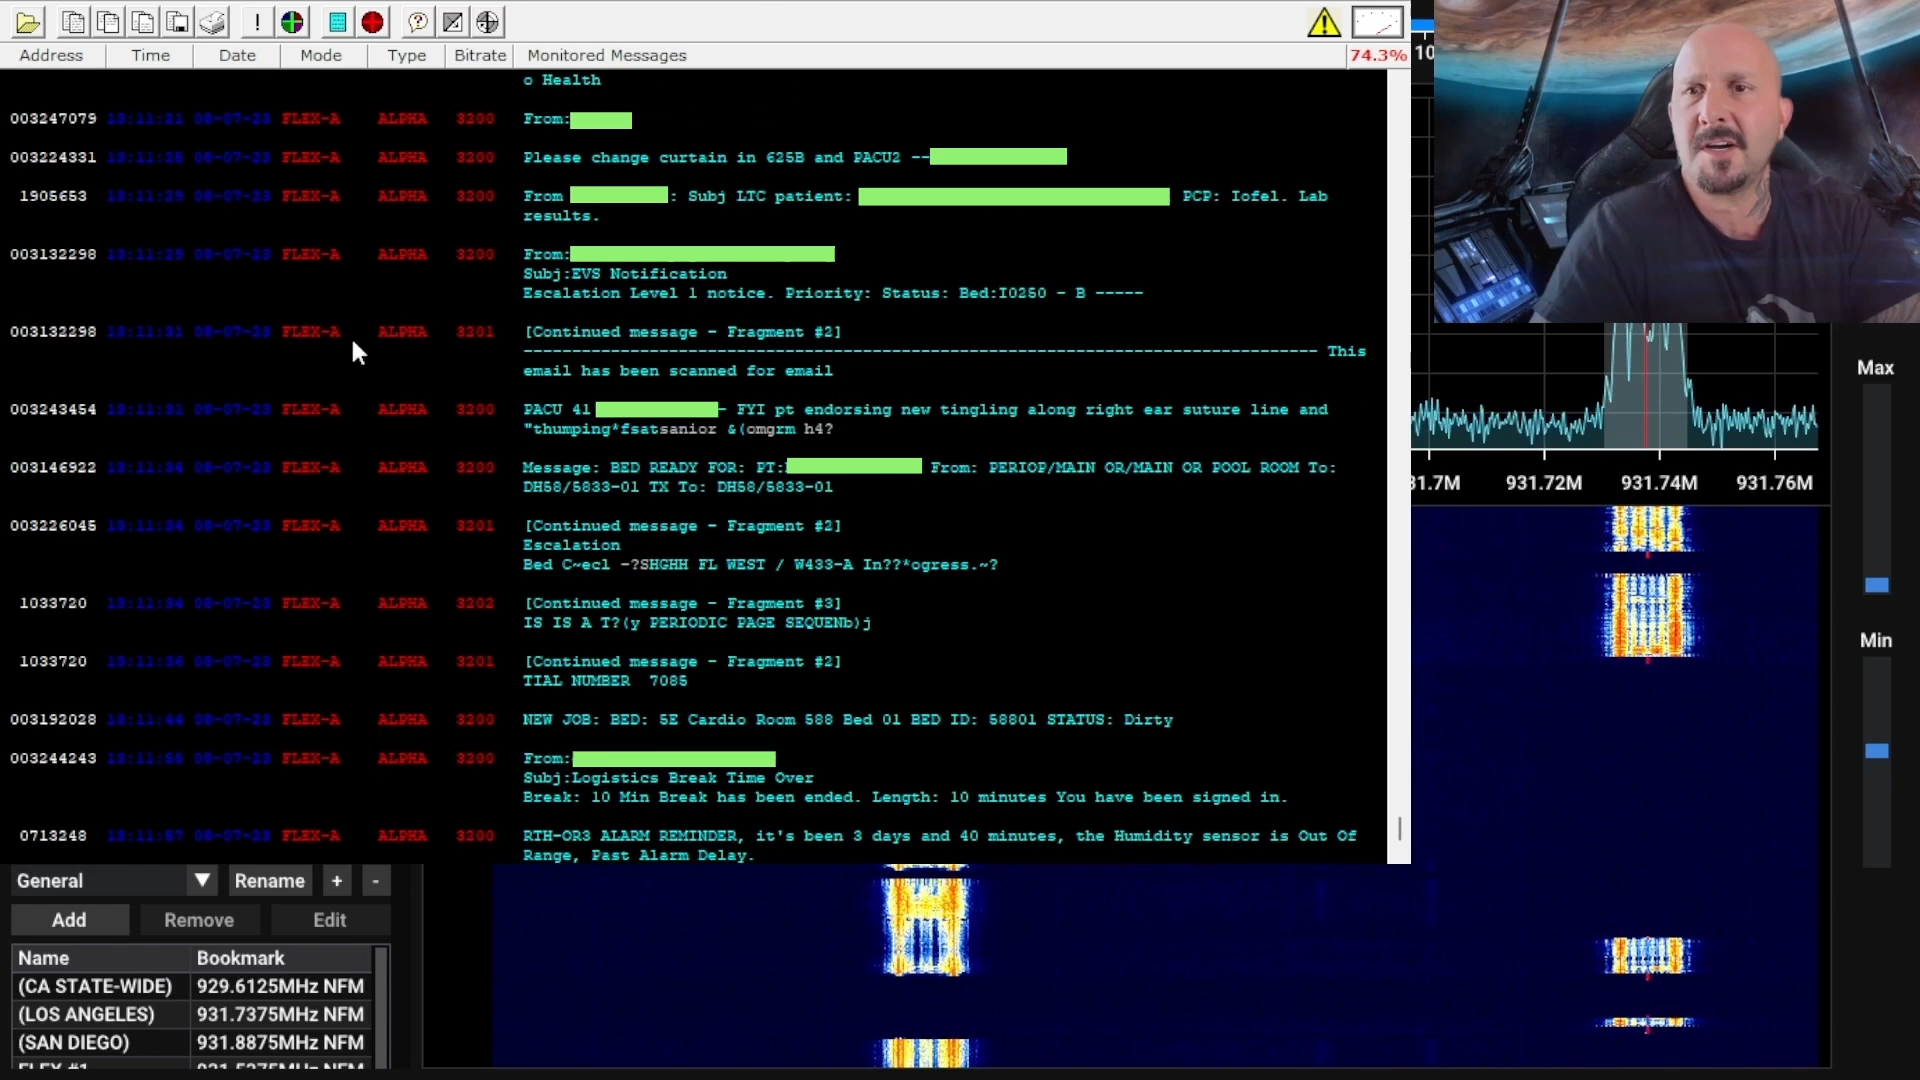 Address Time Date Mode Type Bitrate Monitored Messages 74.3% 10
o Health
003247079 FLEX-A ALPHA 3200 From:
003224331 FLEX-A ALPHA 3200 Please change curtain in 625B and PACU2 --
1905653 FLEX-A ALPHA 3200 From : Subj LTC patient: PCP: Iofel. Lab
results.
003132298 FLEX-A ALPHA 3200 From:
Subj:EVS Notification
Escalation Level 1 notice. Priority: Status: Bed:I0250 - B -----
003132298 FLEX-A ALPHA 3201 [Continued message - Fragment #2]
---------------------------------------------------------------------------------- This
email has been scanned for email
003243454 FLEX-A ALPHA 3200 PACU 41 - FYI pt endorsing new tingling along right ear suture line and
"thumping*fsatsanior &(omgrm h4?
003146922 FLEX-A ALPHA 3200 Message: BED READY FOR: PT: From: PERIOP/MAIN OR/MAIN OR POOL ROOM To:
DH58/5833-01 TX To: DH58/5833-01
003226045 FLEX-A ALPHA 3201 [Continued message - Fragment #2]
Escalation
Bed C~ecl -?SHGHH FL WEST / W433-A In??*ogress.~?
1033720 FLEX-A ALPHA 3202 [Continued message - Fragment #3]
IS IS A T?(y PERIODIC PAGE SEQUENb)j
1033720 FLEX-A ALPHA 3201 [Continued message - Fragment #2]
TIAL NUMBER 7085
003192028 FLEX-A ALPHA 3200 NEW JOB: BED: 5E Cardio Room 588 Bed 01 BED ID: 58801 STATUS: Dirty
003244243 FLEX-A ALPHA 3200 From:
Subj:Logistics Break Time Over
Break: 10 Min Break has been ended. Length: 10 minutes You have been signed in.
0713248 FLEX-A ALPHA 3200 RTH-OR3 ALARM REMINDER, it's been 3 days and 40 minutes, the Humidity sensor is Out Of
Range, Past Alarm Delay.
Max
31.7M 931.72M 931.74M 931.76M
Min
General Rename + -
Add Remove Edit
Name Bookmark
(CA STATE-WIDE) 929.6125MHz NFM
(LOS ANGELES) 931.7375MHz NFM
(SAN DIEGO) 931.8875MHz NFM